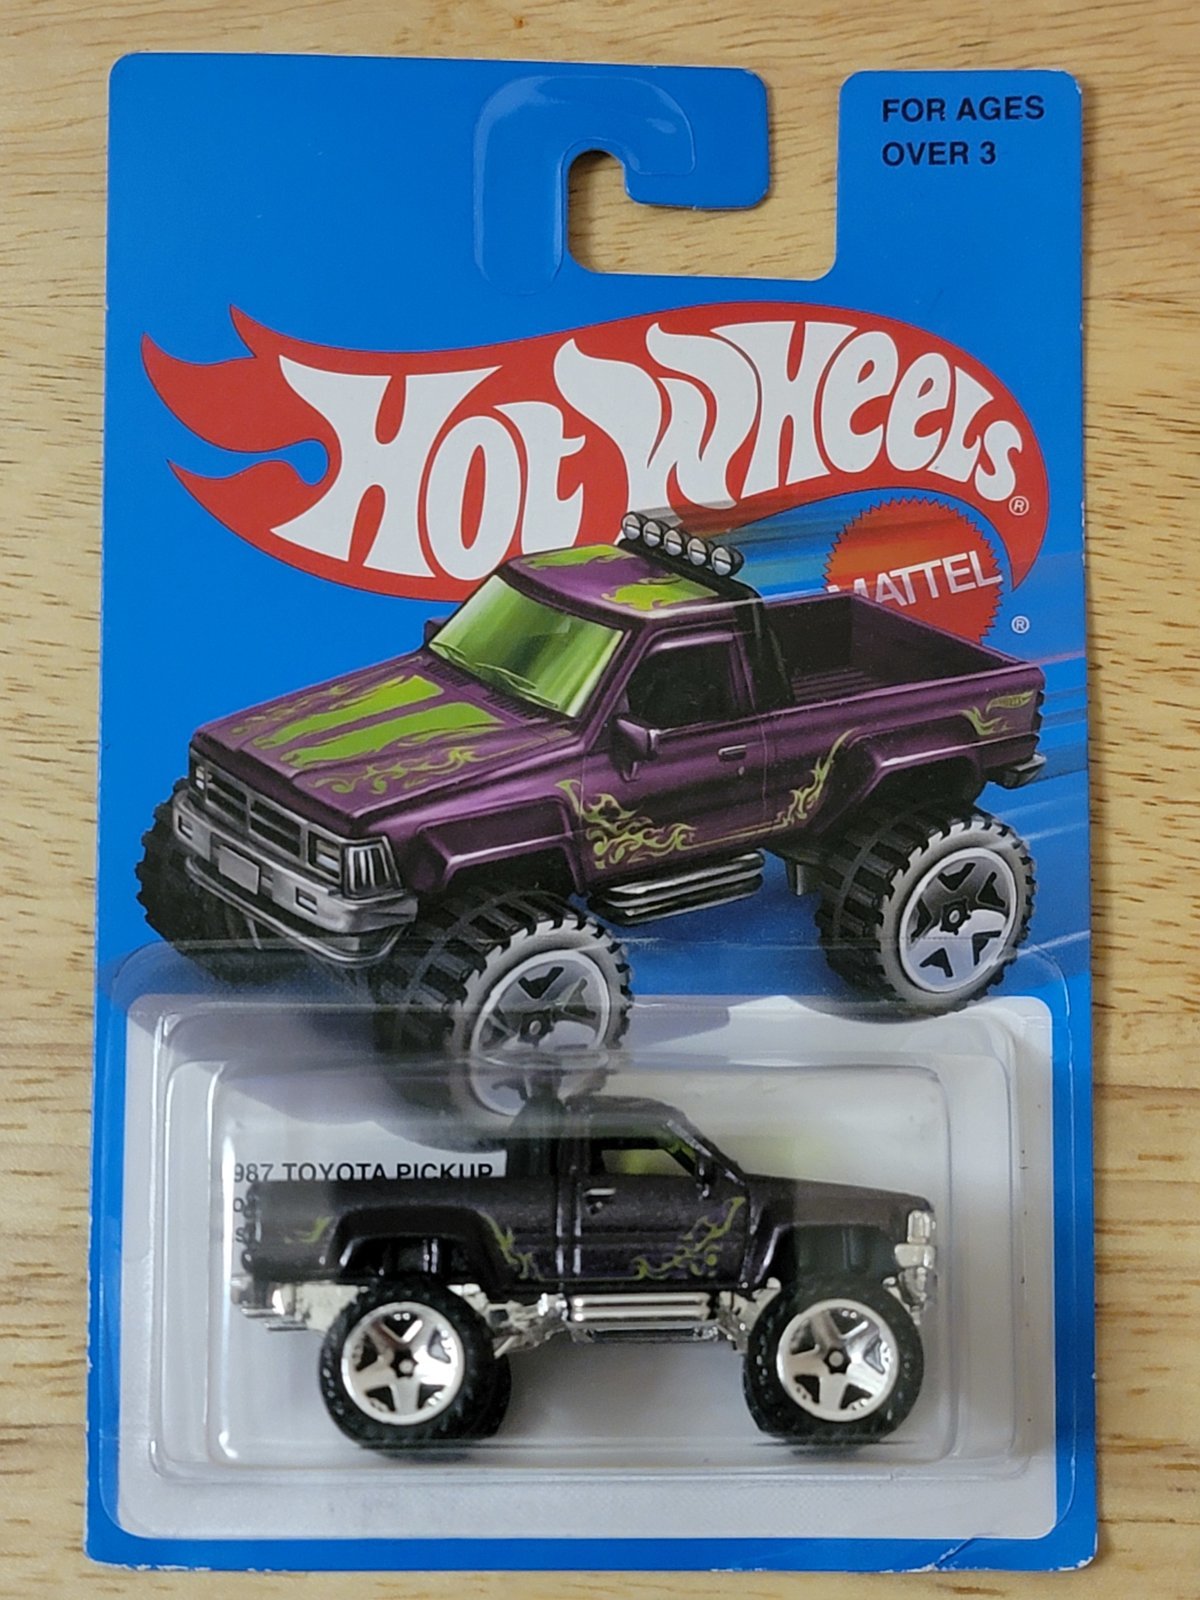 FOR AGES
OVER 3
HOT WHEELS®
MATTEL
®
987 TOYOTA PICKUP